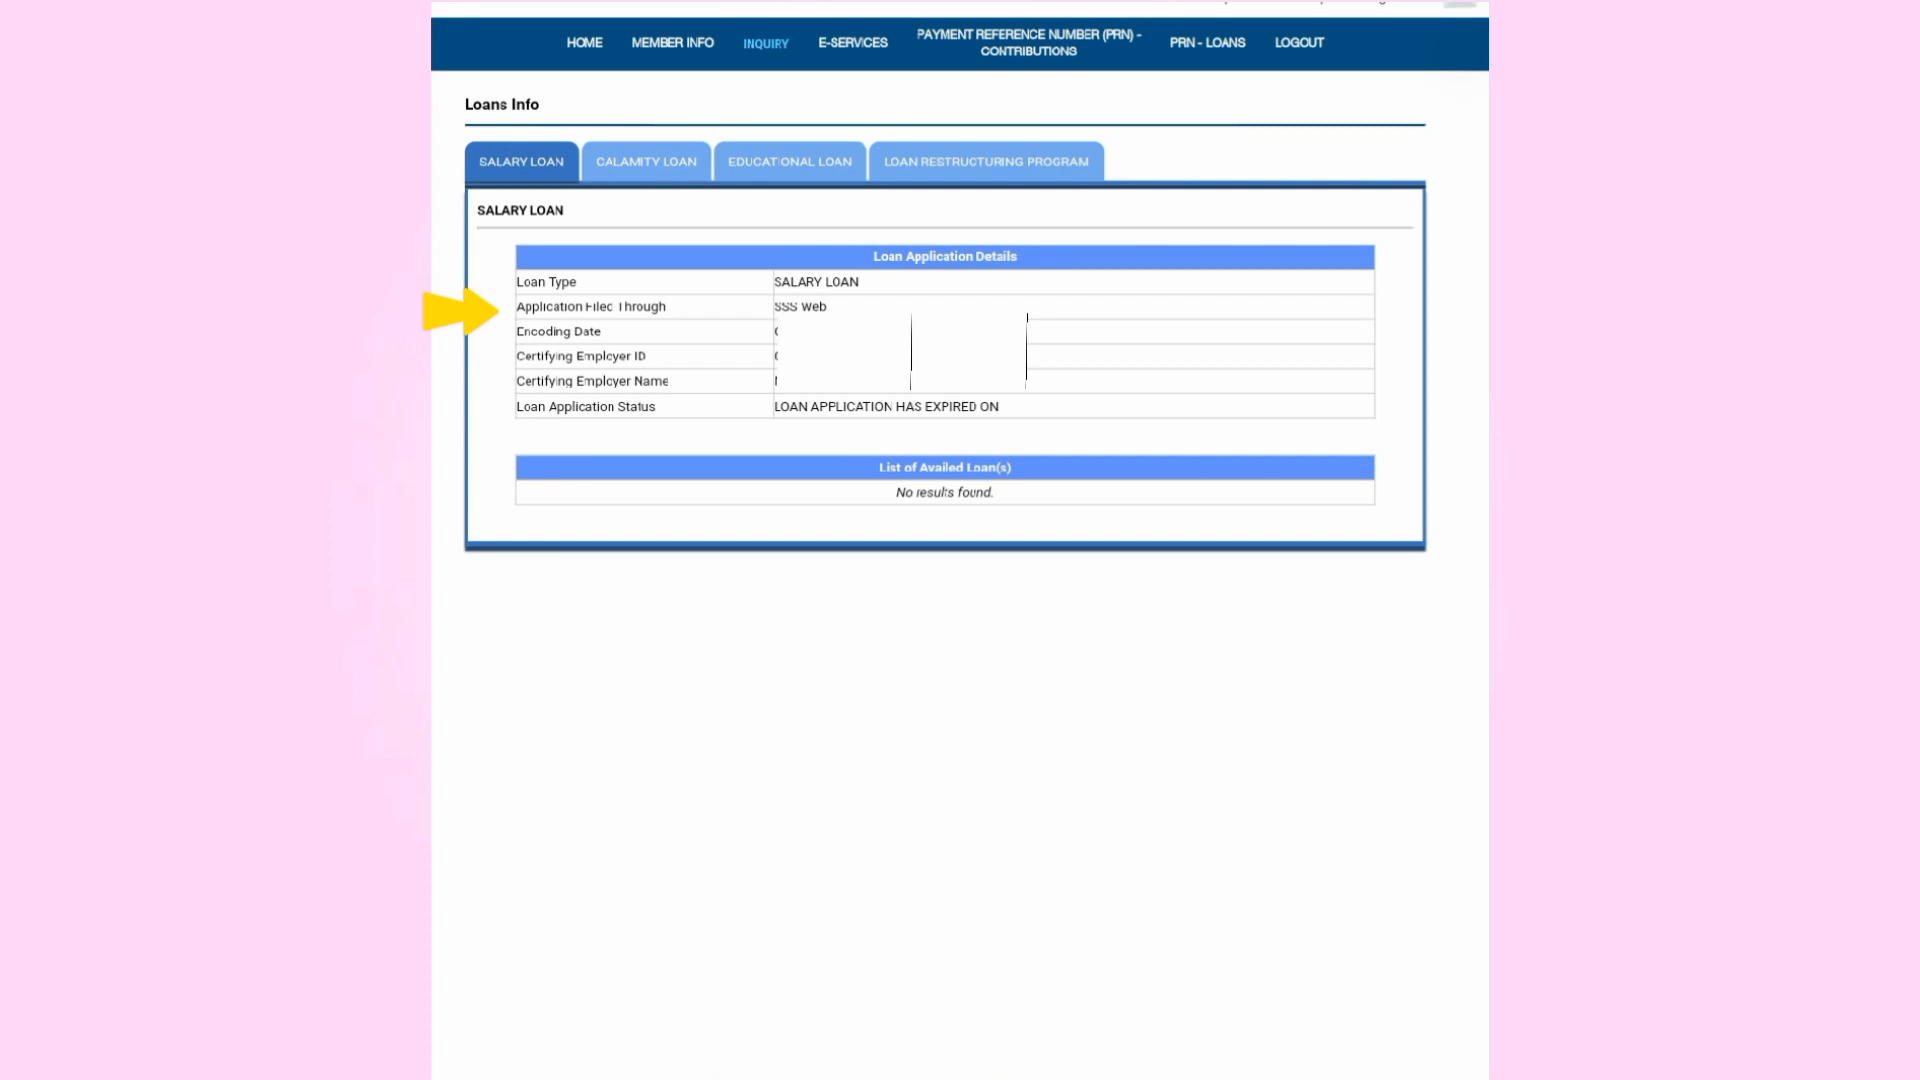 HOME MEMBER INFO INQUIRY E-SERVICES PAYMENT REFERENCE NUMBER (PRN) - CONTRIBUTIONS PRN - LOANS LOGOUT
Loans Info
SALARY LOAN CALAMITY LOAN EDUCATIONAL LOAN LOAN RESTRUCTURING PROGRAM
SALARY LOAN
Loan Application Details
Loan Type SALARY LOAN
Application Filed Through SSS Web
Encoding Date
Certifying Employer ID
Certifying Employer Name
Loan Application Status LOAN APPLICATION HAS EXPIRED ON
List of Availed Loan(s)
No results found.